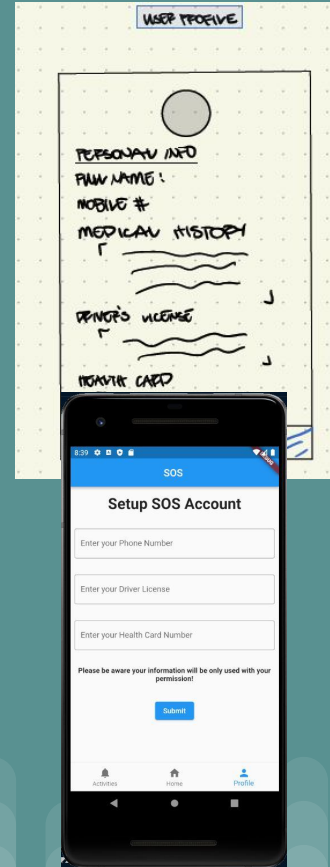 USER PROFILE
PERSONAL INFO
FULL NAME:
MOBILE #
MEDICAL HISTORY
DRIVER'S LICENSE
HEALTH CARD
8:39
SOS
Setup SOS Account
Enter your Phone Number
Enter your Driver License
Enter your Health Card Number
Please be aware your information will be only used with your
permission!
Submit
Activities Home Profile